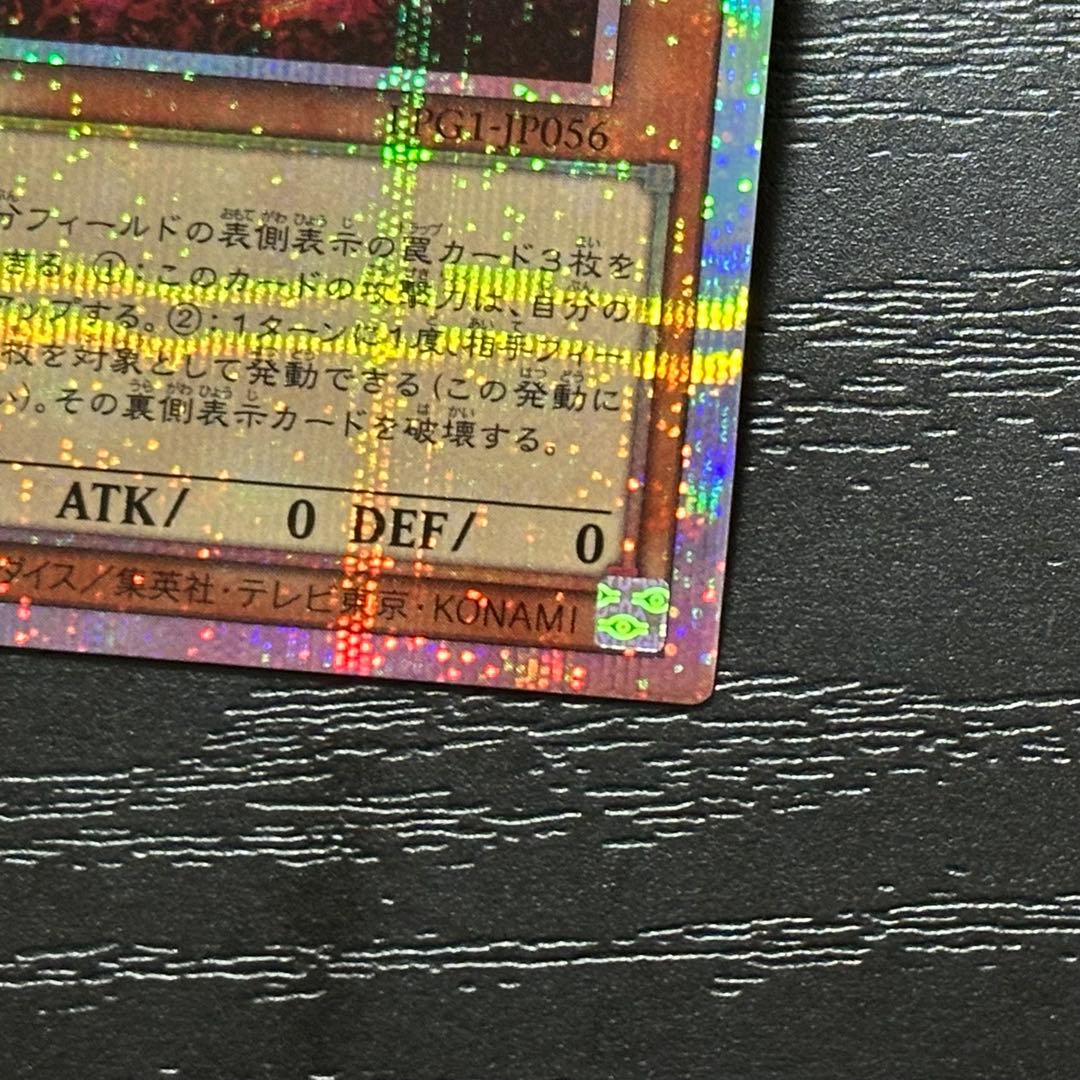 PG1-JP056
分フィールドの表側表示の罠カード3枚を
きる。①：このカードの攻撃力は、自分の
アップする。②：1ターンに1度、相手フィー
枚を対象として発動できる（この発動に
い）。その裏側表示カードを破壊する。
ATK/ 0 DEF/ 0
ダイス／集英社・テレビ東京・KONAMI